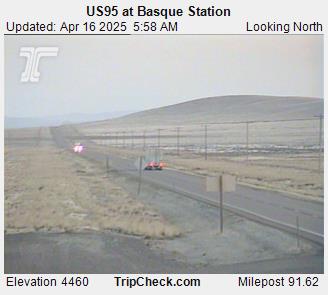 US95 at Basque Station
Updated: Apr 16 2025 5:58 AM Looking North
Elevation 4460 TripCheck.com Milepost 91.62